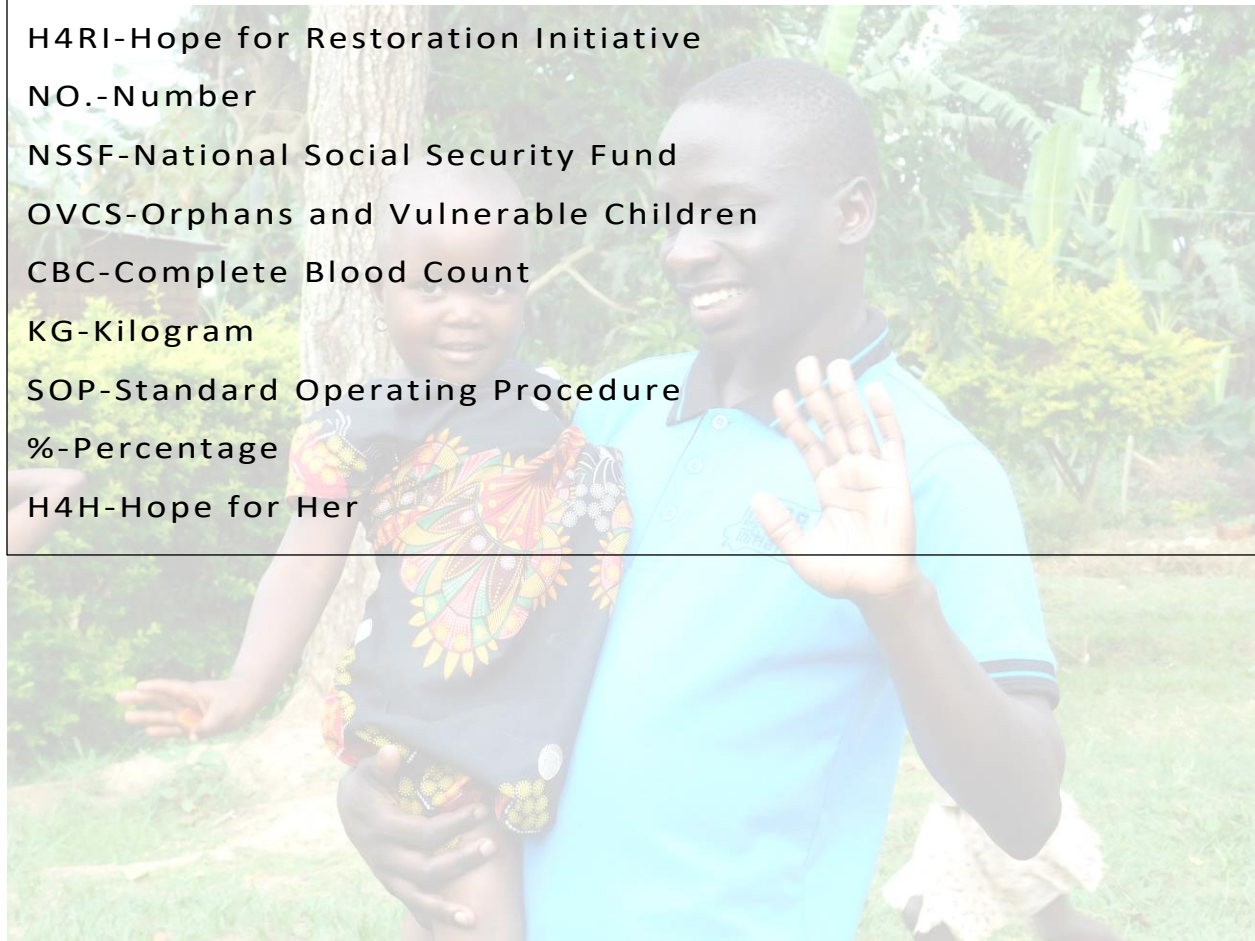 H4RI-Hope for Restoration Initiative
NO.-Number
NSSF-National Social Security Fund
OVCS-Orphans and Vulnerable Children
CBC-Complete Blood Count
KG-Kilogram
SOP-Standard Operating Procedure
%-Percentage
H4H-Hope for Her